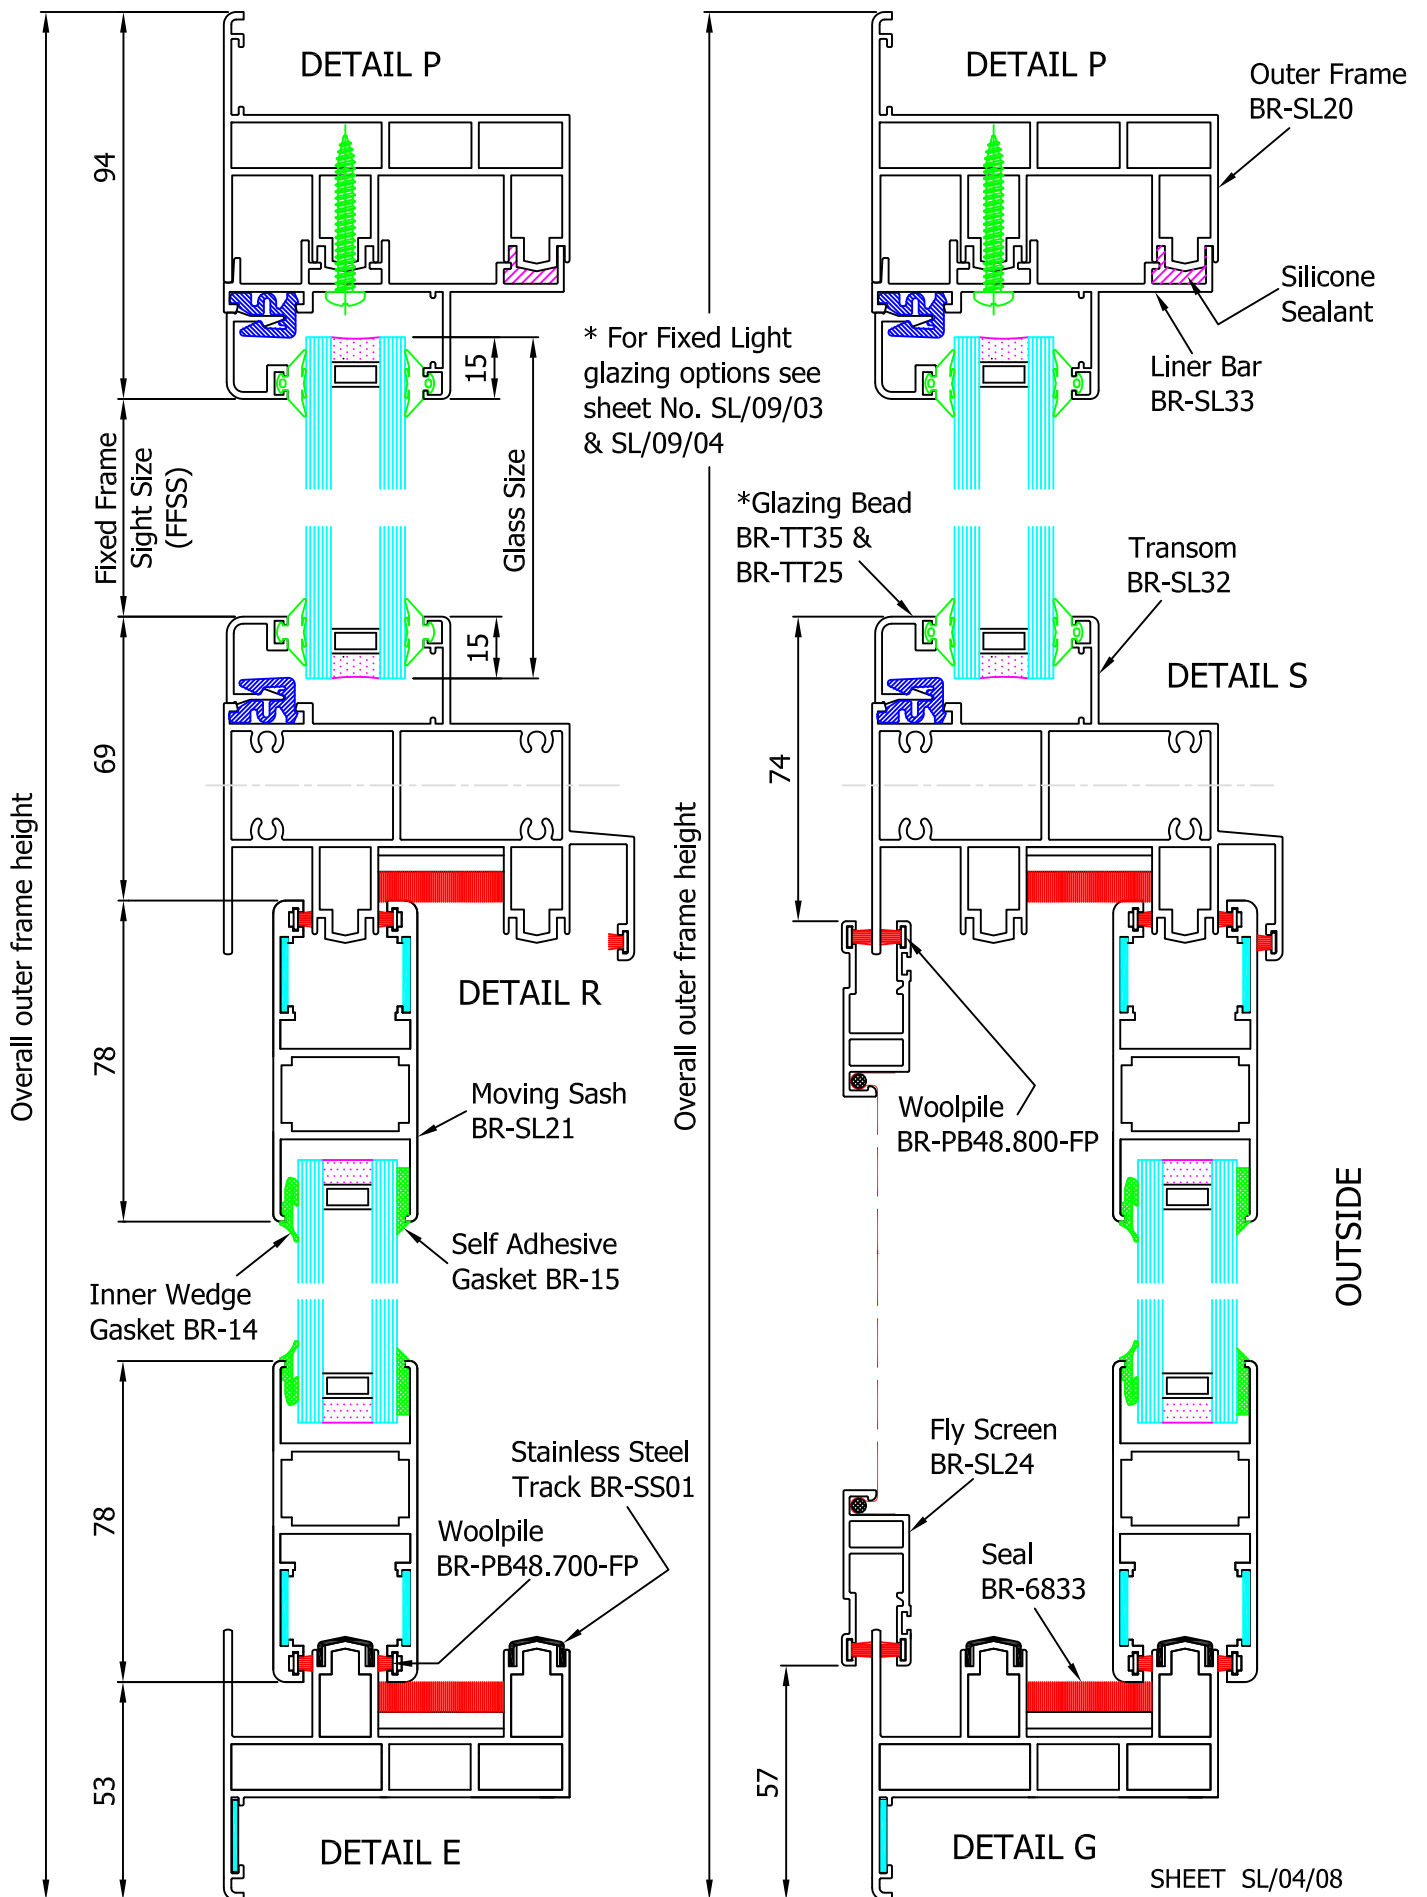 DETAIL P
DETAIL P
Outer Frame
BR-SL20
94
Silicone
Sealant
* For Fixed Light
glazing options see
sheet No. SL/09/03
& SL/09/04
15
Liner Bar
BR-SL33
Fixed Frame
Sight Size
(FFSS)
Glass Size
*Glazing Bead
BR-TT35 &
BR-TT25
Transom
BR-SL32
15
DETAIL S
69
74
Overall outer frame height
Overall outer frame height
DETAIL R
78
Moving Sash
BR-SL21
Woolpile
BR-PB48.800-FP
OUTSIDE
Self Adhesive
Gasket BR-15
Inner Wedge
Gasket BR-14
Stainless Steel
Track BR-SS01
Fly Screen
BR-SL24
78
Woolpile
BR-PB48.700-FP
Seal
BR-6833
53
57
DETAIL E
DETAIL G
SHEET SL/04/08